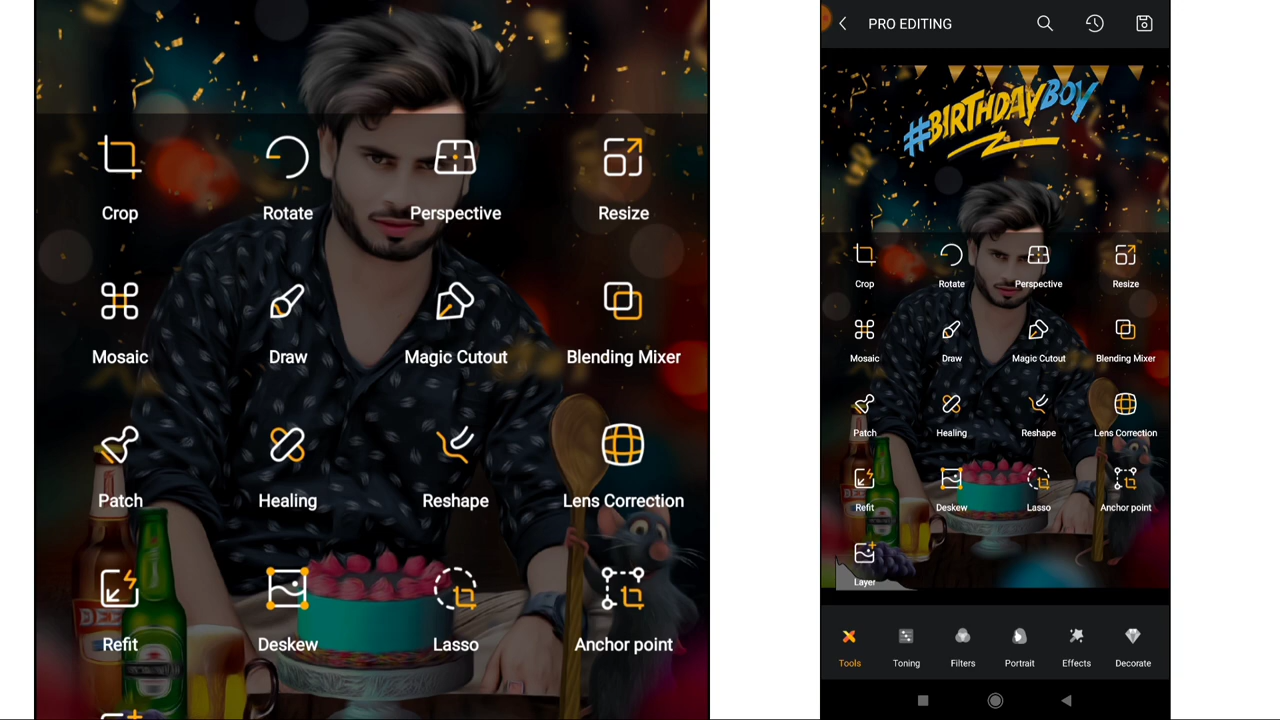 Crop Rotate Perspective Resize
Mosaic Draw Magic Cutout Blending Mixer
Patch Healing Reshape Lens Correction
Refit Deskew Lasso Anchor point
PRO EDITING
#BIRTHDAYBOY
Crop Rotate Perspective Resize
Mosaic Draw Magic Cutout Blending Mixer
Patch Healing Reshape Lens Correction
Refit Deskew Lasso Anchor point
Layer
Tools Toning Filters Portrait Effects Decorate